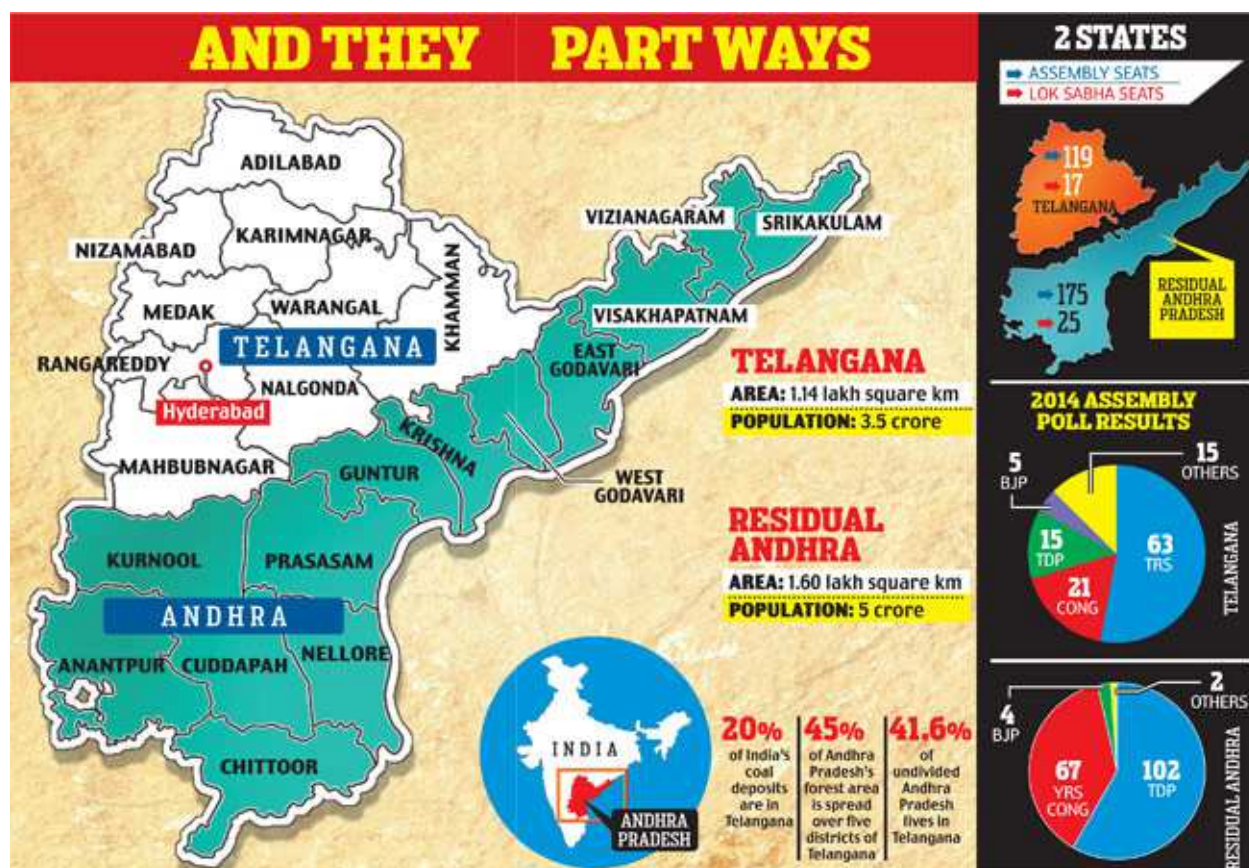 AND THEY PART WAYS
ADILABAD
NIZAMABAD
KARIMNAGAR
MEDAK
WARANGAL
KHAMMAN
TELANGANA
RANGAREDDY
NALGONDA
Hyderabad
MAHBUBNAGAR
VIZIANAGARAM
SRIKAKULAM
VISAKHAPATNAM
EAST
GODAVARI
KRISHNA
GUNTUR
WEST
GODAVARI
KURNOOL
PRASASAM
ANDHRA
ANANTPUR
CUDDAPAH
NELLORE
CHITTOOR
TELANGANA
AREA: 1.14 lakh square km
POPULATION: 3.5 crore
RESIDUAL
ANDHRA
AREA: 1.60 lakh square km
POPULATION: 5 crore
INDIA
ANDHRA
PRADESH
20%
of India's
coal
deposits
are in
Telangana
45%
of Andhra
Pradesh's
forest area
is spread
over five
districts of
Telangana
41.6%
of
undivided
Andhra
Pradesh
lives in
Telangana
2 STATES
ASSEMBLY SEATS
LOK SABHA SEATS
119
17
TELANGANA
175
25
RESIDUAL
ANDHRA
PRADESH
2014 ASSEMBLY
POLL RESULTS
5
BJP
15
OTHERS
15
TDP
63
TRS
21
CONG
TELANGANA
4
BJP
2
OTHERS
67
YRS
CONG
102
TDP
RESIDUAL ANDHRA